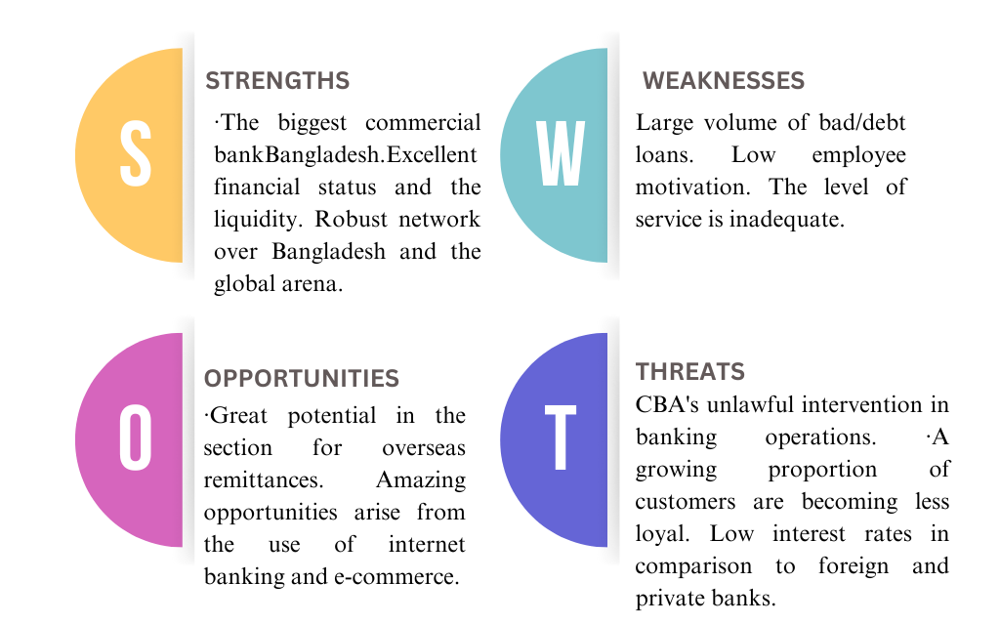 S
STRENGTHS
·The biggest commercial
bankBangladesh.Excellent
financial status and the
liquidity. Robust network
over Bangladesh and the
global arena.
W
WEAKNESSES
Large volume of bad/debt
loans. Low employee
motivation. The level of
service is inadequate.
O
OPPORTUNITIES
·Great potential in the
section for overseas
remittances. Amazing
opportunities arise from
the use of internet
banking and e-commerce.
T
THREATS
CBA's unlawful intervention in
banking operations. ·A
growing proportion of
customers are becoming less
loyal. Low interest rates in
comparison to foreign and
private banks.